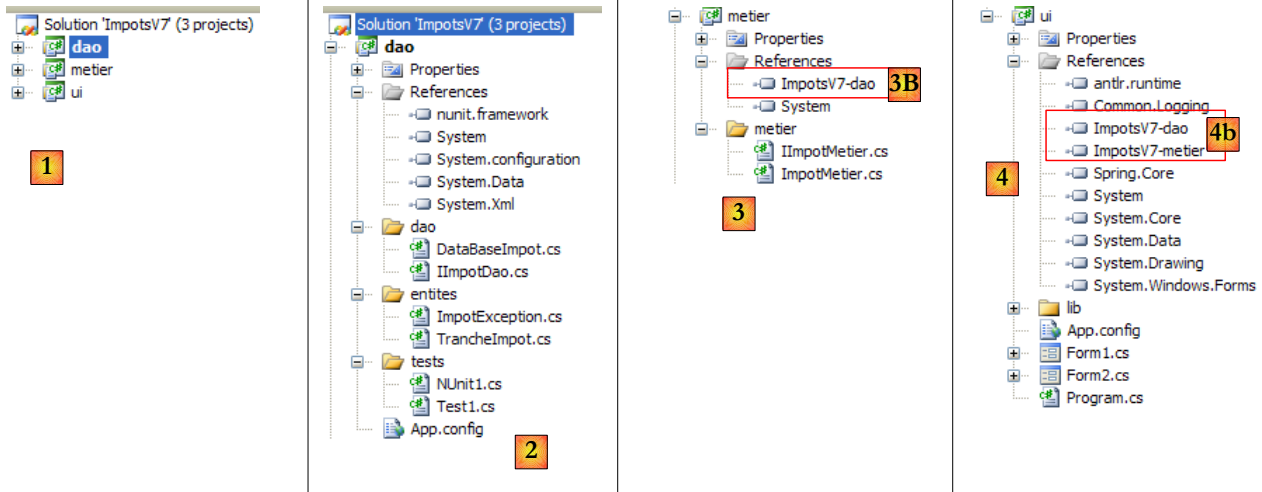 Solution 'ImpotsV7' (3 projects)
dao
metier
ui
1
Solution 'ImpotsV7' (3 projects)
dao
Properties
References
nunit.framework
System
System.configuration
System.Data
System.Xml
dao
DataBaseImpot.cs
IImpotDao.cs
entites
ImpotException.cs
TrancheImpot.cs
tests
NUnit1.cs
Test1.cs
App.config
2
metier
Properties
References
ImpotsV7-dao
3B
System
metier
IImpotMetier.cs
ImpotMetier.cs
3
ui
Properties
References
antlr.runtime
Common.Logging
ImpotsV7-dao
4b
ImpotsV7-metier
4
Spring.Core
System
System.Core
System.Data
System.Drawing
System.Windows.Forms
lib
App.config
Form1.cs
Form2.cs
Program.cs